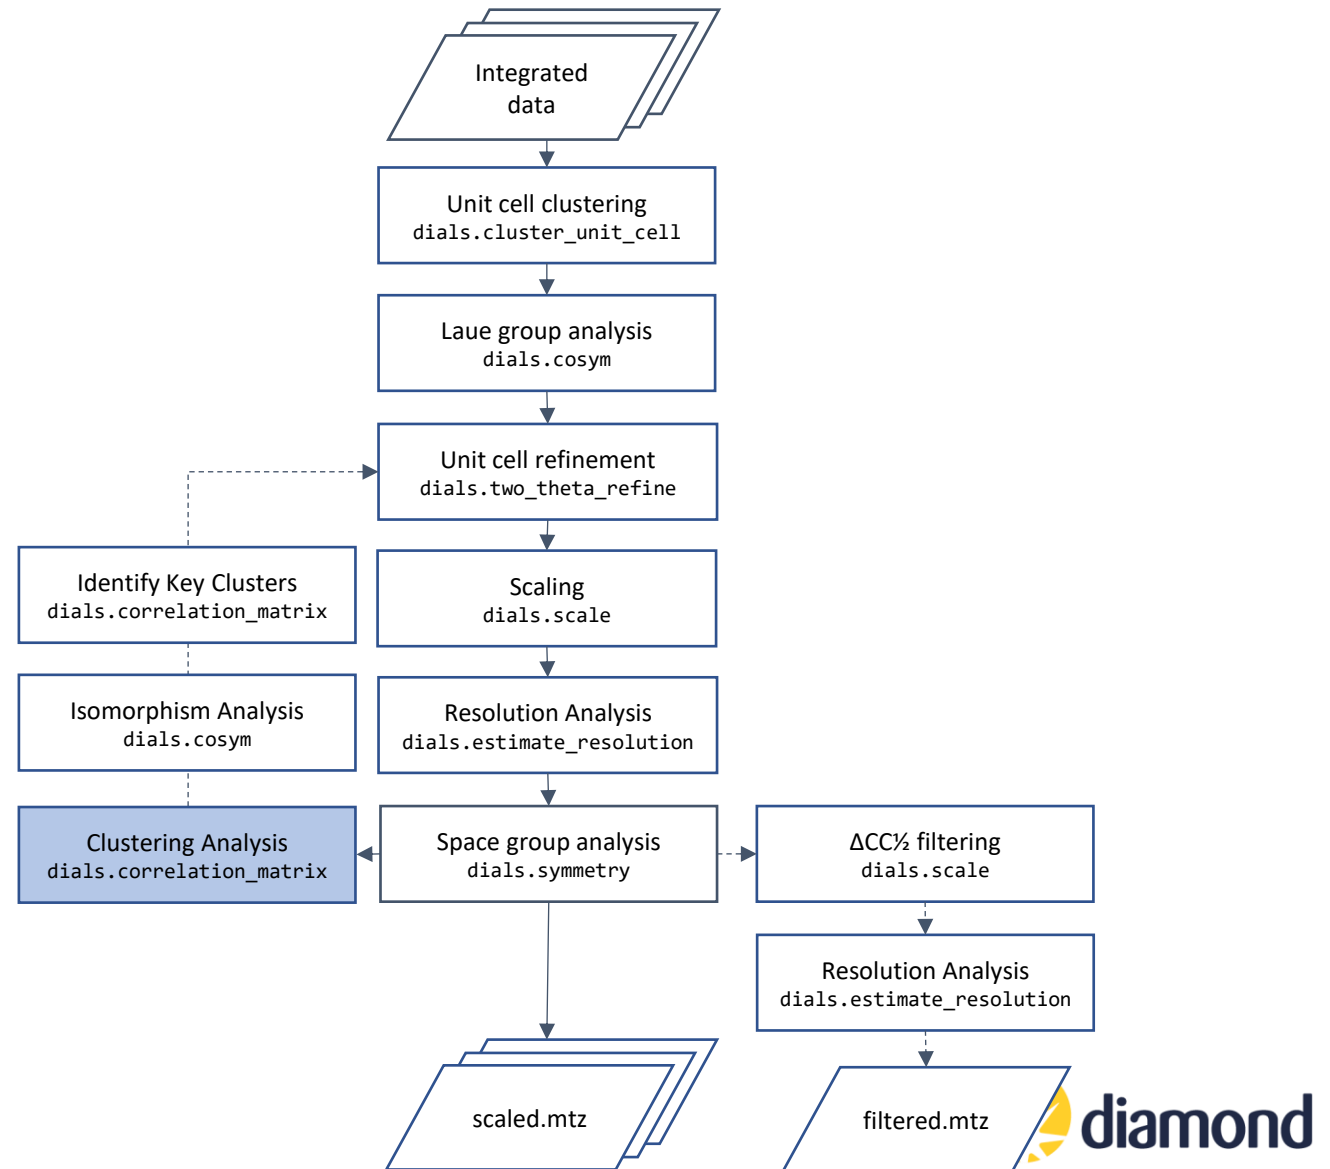 Integrated
data
Unit cell clustering
dials.cluster_unit_cell
Laue group analysis
dials.cosym
Unit cell refinement
dials.two_theta_refine
Identify Key Clusters
dials.correlation_matrix
Scaling
dials.scale
Isomorphism Analysis
dials.cosym
Resolution Analysis
dials.estimate_resolution
Clustering Analysis
dials.correlation_matrix
Space group analysis
dials.symmetry
ΔCC½ filtering
dials.scale
Resolution Analysis
dials.estimate_resolution
scaled.mtz
filtered.mtz
diamond